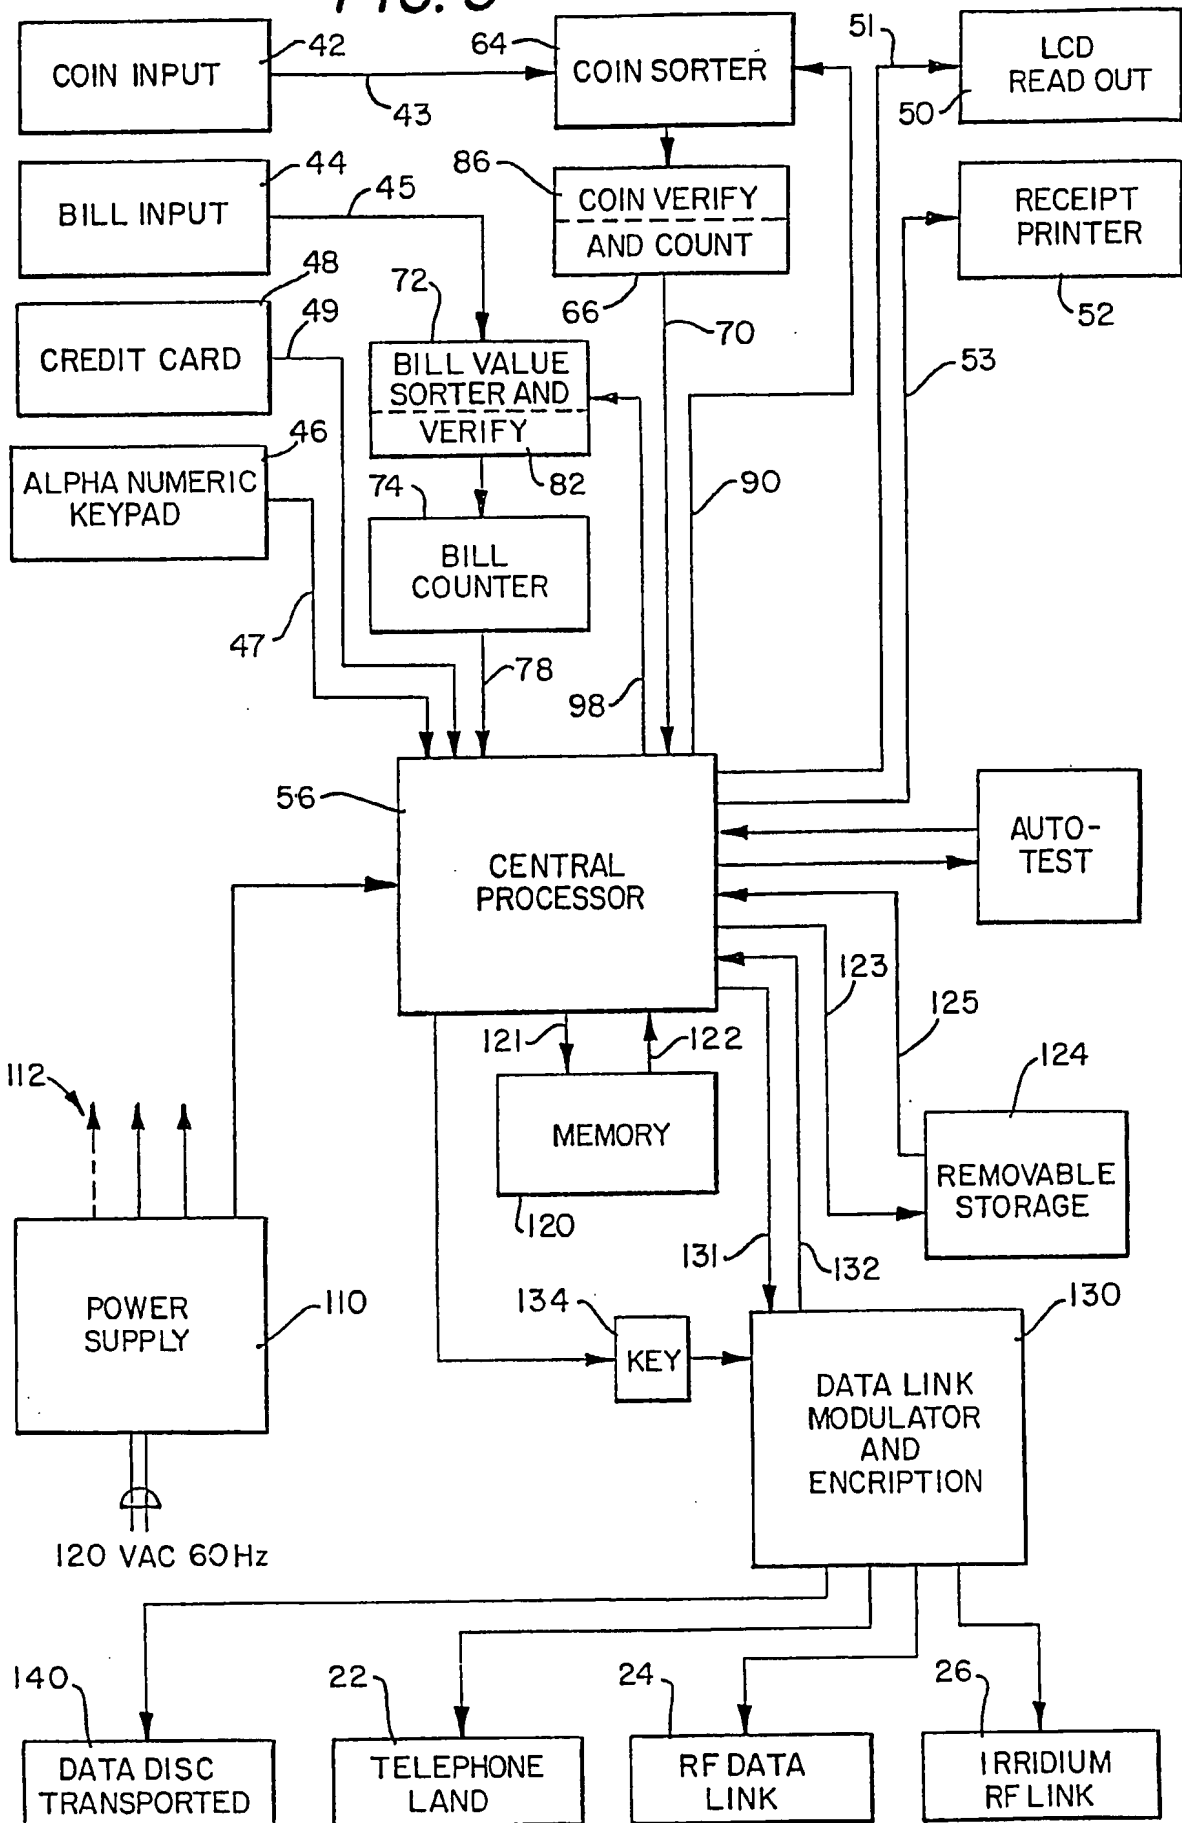 42
COIN INPUT
43
64
COIN SORTER
51
LCD
READ OUT
50
44
BILL INPUT
45
86
COIN VERIFY
AND COUNT
66
70
RECEIPT
PRINTER
52
53
48
CREDIT CARD
49
72
BILL VALUE
SORTER AND
VERIFY
82
46
ALPHA NUMERIC
KEYPAD
47
74
BILL
COUNTER
78
98
90
56
CENTRAL
PROCESSOR
AUTO-
TEST
123
125
121
122
112
124
MEMORY
120
REMOVABLE
STORAGE
131
132
POWER
SUPPLY
110
134
KEY
130
DATA LINK
MODULATOR
AND
ENCRIPTION
120 VAC 60Hz
140
DATA DISC
TRANSPORTED
22
TELEPHONE
LAND
24
RF DATA
LINK
26
IRRIDIUM
RF LINK